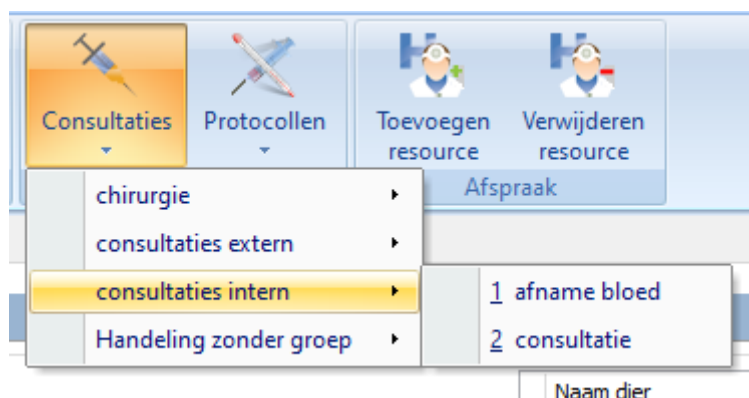 Consultaties
Protocollen
Toevoegen
resource
Verwijderen
resource
Afspraak
chirurgie
consultaties extern
consultaties intern
Handeling zonder groep
1 afname bloed
2 consultatie
Naam dier